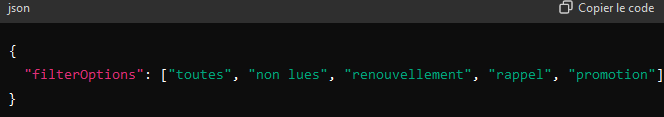 json Copier le code
{
"filterOptions": ["toutes", "non lues", "renouvellement", "rappel", "promotion"]
}